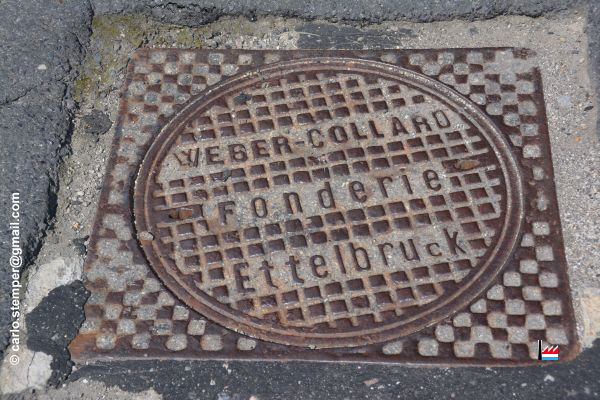 WEBER-COLLARD
Fonderie
Ettelbruck
© carlo.stemper@gmail.com